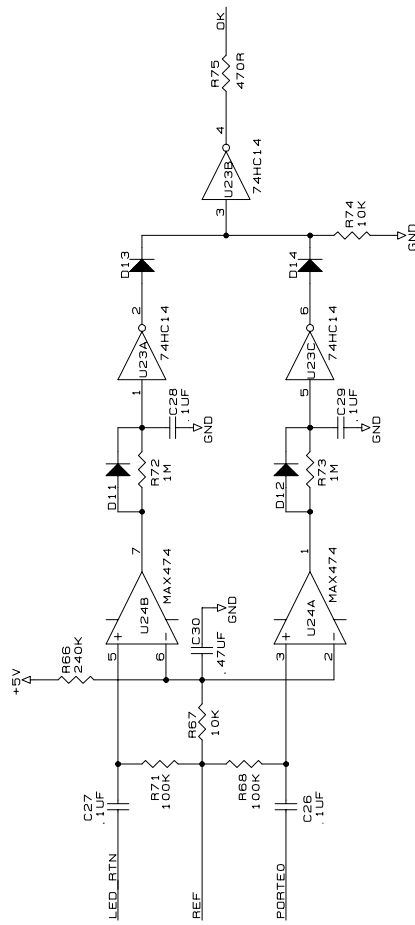 +5V
R66
240K
LED_RTN
C27
.1UF
5
+
6
-
U24B
7
MAX474
D11
R72
1M
C28
.1UF
GND
1
U23A
2
74HC14
D13
R71
100K
REF
R67
10K
C30
.47UF
GND
3
U23B
4
74HC14
R75
470R
OK
R68
100K
PORTE0
C26
.1UF
3
+
2
-
U24A
1
MAX474
D12
R73
1M
C29
.1UF
GND
5
U23C
6
74HC14
D14
R74
10K
GND